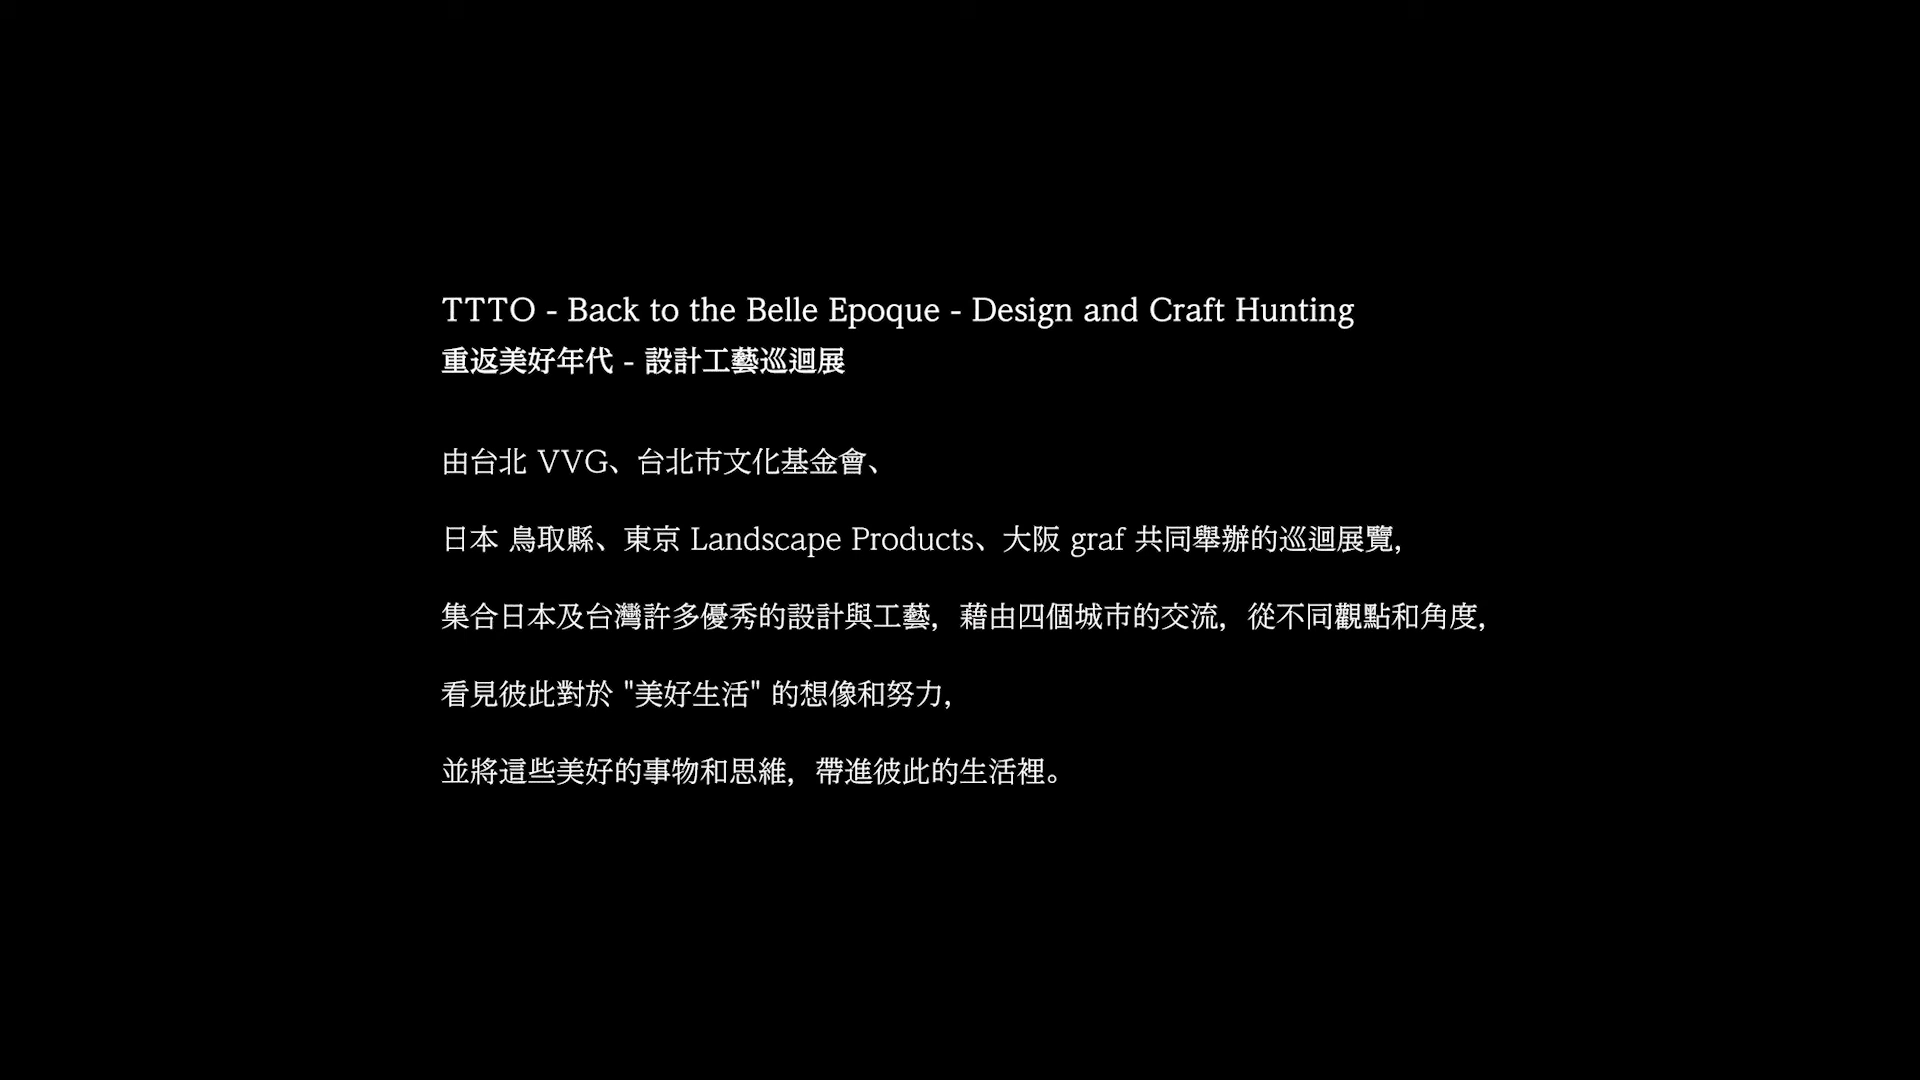 TTTO - Back to the Belle Epoque - Design and Craft Hunting
重返美好年代 - 設計工藝巡迴展
由台北 VVG、台北市文化基金會、
日本 鳥取縣、東京 Landscape Products、大阪 graf 共同舉辦的巡迴展覽，
集合日本及台灣許多優秀的設計與工藝，藉由四個城市的交流，從不同觀點和角度，
看見彼此對於 "美好生活" 的想像和努力，
並將這些美好的事物和思維，帶進彼此的生活裡。